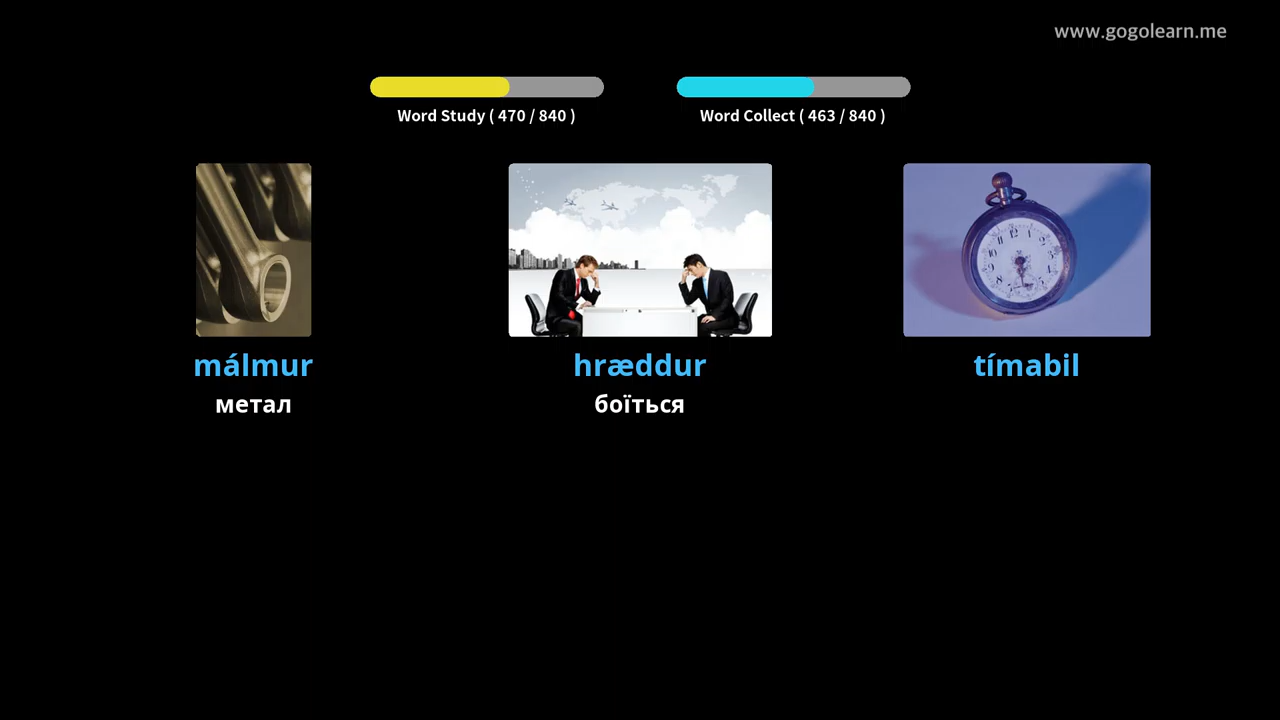 www.gogolearn.me
Word Study ( 470 / 840 )
Word Collect ( 463 / 840 )
málmur
hræddur
tímabil
метал
боїться